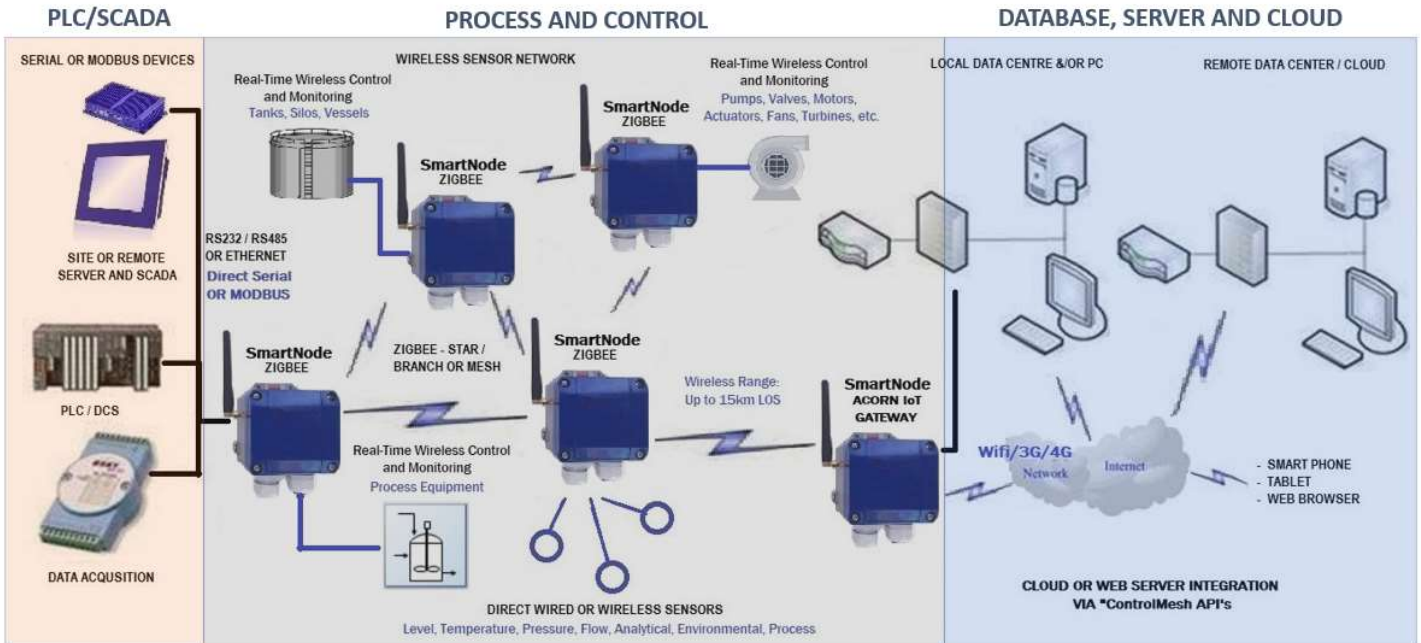 PLC/SCADA
PROCESS AND CONTROL
DATABASE, SERVER AND CLOUD
SERIAL OR MODBUS DEVICES
SITE OR REMOTE
SERVER AND SCADA
PLC / DCS
DATA ACQUSITION
WIRELESS SENSOR NETWORK
Real-Time Wireless Control
and Monitoring
Tanks, Silos, Vessels
SmartNode
ZIGBEE
SmartNode
ZIGBEE
Real-Time Wireless Control
and Monitoring
Pumps, Valves, Motors,
Actuators, Fans, Turbines, etc.
RS232 / RS485
OR ETHERNET
Direct Serial
OR MODBUS
SmartNode
ZIGBEE
ZIGBEE - STAR /
BRANCH OR MESH
SmartNode
ZIGBEE
Wireless Range:
Up to 15km LOS
SmartNode
ACORN IoT
GATEWAY
Real-Time Wireless Control
and Monitoring
Process Equipment
DIRECT WIRED OR WIRELESS SENSORS
Level, Temperature, Pressure, Flow, Analytical, Environmental, Process
LOCAL DATA CENTRE &/OR PC
REMOTE DATA CENTER / CLOUD
Wifi/3G/4G
Network
Internet
- SMART PHONE
- TABLET
- WEB BROWSER
CLOUD OR WEB SERVER INTEGRATION
VIA "ControlMesh API's